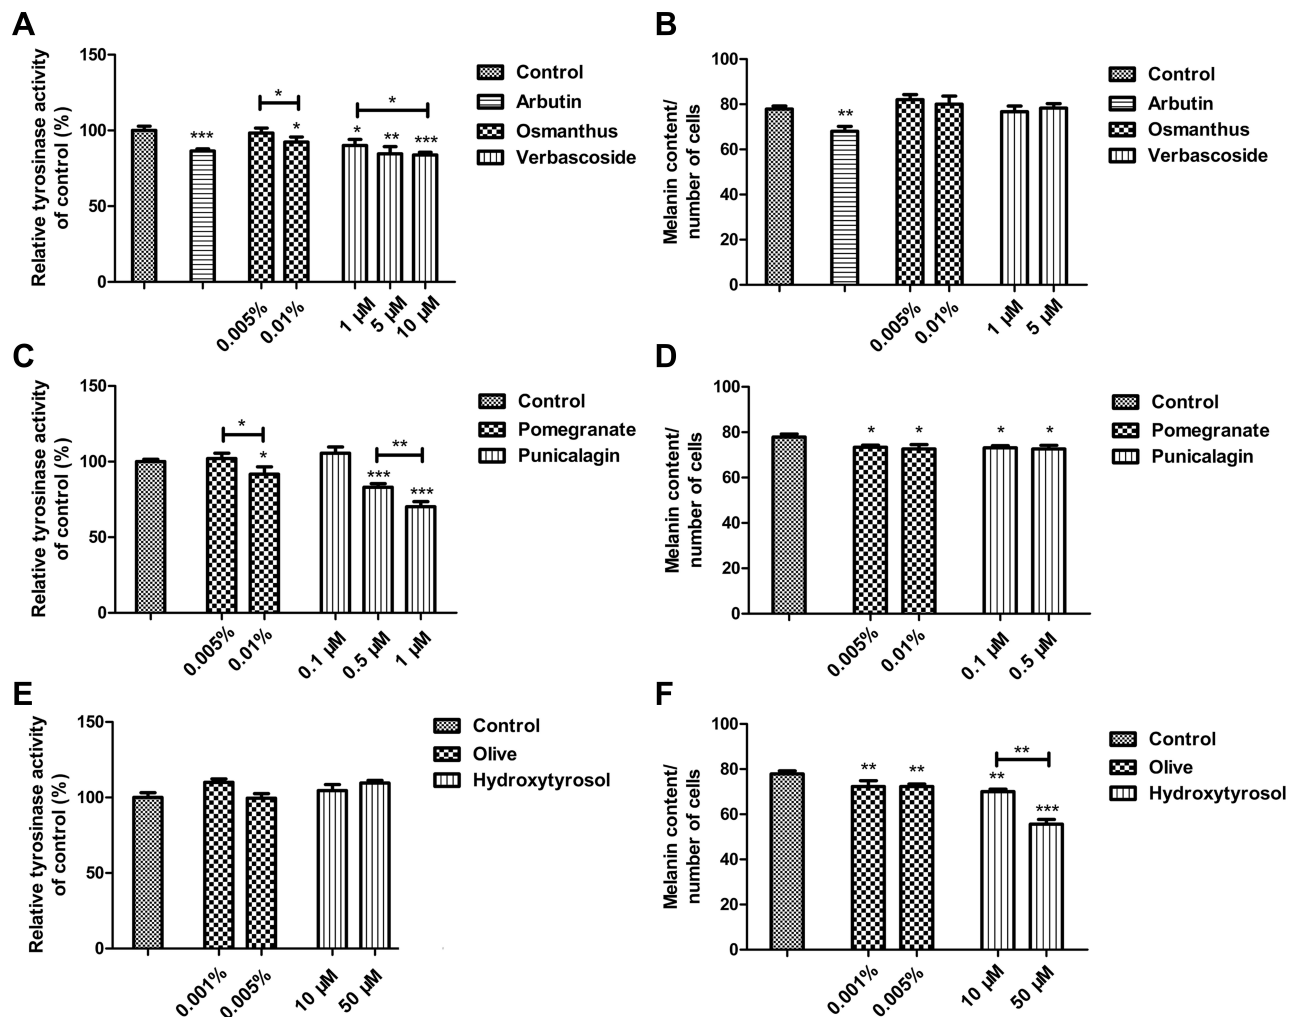 A
Relative tyrosinase activity
of control (%)
150
100
50
0
***
*
*
*
**
***
*
0.005%
0.01%
1 µM
5 µM
10 µM
Control
Arbutin
Osmanthus
Verbascoside
B
Melanin content/
number of cells
100
80
60
40
20
0
**
0.005%
0.01%
1 µM
5 µM
Control
Arbutin
Osmanthus
Verbascoside
C
Relative tyrosinase activity
of control (%)
150
100
50
0
*
*
***
**
***
0.005%
0.01%
0.1 µM
0.5 µM
1 µM
Control
Pomegranate
Punicalagin
D
Melanin content/
number of cells
100
80
60
40
20
0
*
*
*
*
0.005%
0.01%
0.1 µM
0.5 µM
Control
Pomegranate
Punicalagin
E
Relative tyrosinase activity
of control (%)
150
100
50
0
0.001%
0.005%
10 µM
50 µM
Control
Olive
Hydroxytyrosol
F
Melanin content/
number of cells
100
80
60
40
20
0
**
**
**
**
***
0.001%
0.005%
10 µM
50 µM
Control
Olive
Hydroxytyrosol